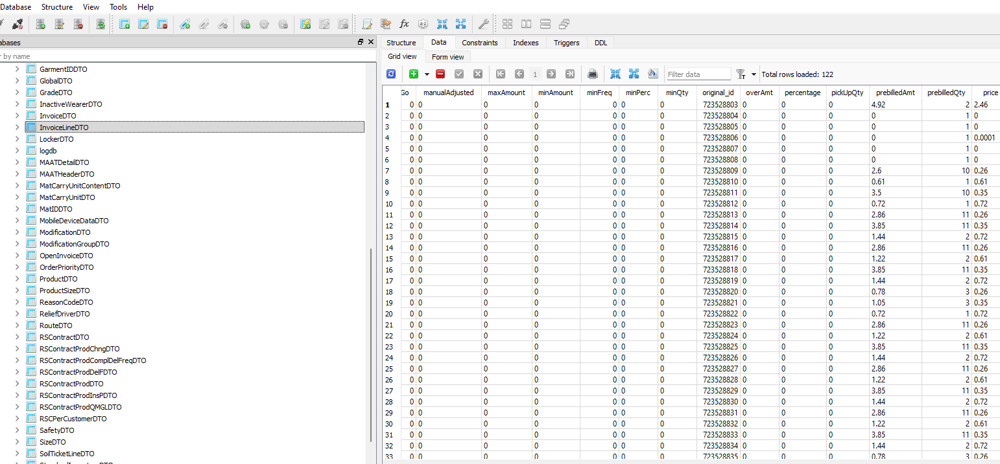 Database Structure View Tools Help
abases
r by name
GarmentIDDTO
GlobalDTO
GradeDTO
InactiveWearerDTO
InvoiceDTO
InvoiceLineDTO
LockerDTO
logdb
MAATDetailDTO
MAATHeaderDTO
MatCarryUnitContentDTO
MatCarryUnitDTO
MatIDDTO
MobileDeviceDataDTO
ModificationDTO
ModificationGroupDTO
OpenInvoiceDTO
OrderPriorityDTO
ProductDTO
ProductSizeDTO
ReasonCodeDTO
ReliefDriverDTO
RouteDTO
RSContractDTO
RSContractProdChngDTO
RSContractProdComplDelFreqDTO
RSContractProdDelFDTO
RSContractProdDTO
RSContractProdInsPDTO
RSContractProdQMGLDTO
RSCPerCustomerDTO
SafetyDTO
SizeDTO
SoilTicketLineDTO
Structure Data Constraints Indexes Triggers DDL
Grid view Form view
1 Filter data Total rows loaded: 122
Go manualAdjusted maxAmount minAmount minFreq minPerc minQty original_id overAmt percentage pickUpQty prebilledAmt prebilledQty price
1 0 0 0 0 0 0 0 723528803 0 0 0 4.92 2 2.46
2 0 0 0 0 0 0 0 723528804 0 0 0 0 1 0
3 0 0 0 0 0 0 0 723528805 0 0 0 0 1 0
4 0 0 0 0 0 0 0 723528806 0 0 0 0 1 0.0001
5 0 0 0 0 0 0 0 723528807 0 0 0 0 1 0
6 0 0 0 0 0 0 0 723528808 0 0 0 0 1 0
7 0 0 0 0 0 0 0 723528809 0 0 0 2.6 10 0.26
8 0 0 0 0 0 0 0 723528810 0 0 0 0.61 1 0.61
9 0 0 0 0 0 0 0 723528811 0 0 0 3.5 10 0.35
10 0 0 0 0 0 0 0 723528812 0 0 0 0.72 1 0.72
11 0 0 0 0 0 0 0 723528813 0 0 0 2.86 11 0.26
12 0 0 0 0 0 0 0 723528814 0 0 0 3.85 11 0.35
13 0 0 0 0 0 0 0 723528815 0 0 0 1.44 2 0.72
14 0 0 0 0 0 0 0 723528816 0 0 0 2.86 11 0.26
15 0 0 0 0 0 0 0 723528817 0 0 0 1.22 2 0.61
16 0 0 0 0 0 0 0 723528818 0 0 0 3.85 11 0.35
17 0 0 0 0 0 0 0 723528819 0 0 0 1.44 2 0.72
18 0 0 0 0 0 0 0 723528820 0 0 0 0.78 3 0.26
19 0 0 0 0 0 0 0 723528821 0 0 0 1.05 3 0.35
20 0 0 0 0 0 0 0 723528822 0 0 0 0.72 1 0.72
21 0 0 0 0 0 0 0 723528823 0 0 0 2.86 11 0.26
22 0 0 0 0 0 0 0 723528824 0 0 0 1.22 2 0.61
23 0 0 0 0 0 0 0 723528825 0 0 0 3.85 11 0.35
24 0 0 0 0 0 0 0 723528826 0 0 0 1.44 2 0.72
25 0 0 0 0 0 0 0 723528827 0 0 0 2.86 11 0.26
26 0 0 0 0 0 0 0 723528828 0 0 0 1.22 2 0.61
27 0 0 0 0 0 0 0 723528829 0 0 0 3.85 11 0.35
28 0 0 0 0 0 0 0 723528830 0 0 0 1.44 2 0.72
29 0 0 0 0 0 0 0 723528831 0 0 0 2.86 11 0.26
30 0 0 0 0 0 0 0 723528832 0 0 0 1.22 2 0.61
31 0 0 0 0 0 0 0 723528833 0 0 0 3.85 11 0.35
32 0 0 0 0 0 0 0 723528834 0 0 0 1.44 2 0.72
33 0 0 0 0 0 0 0 723528835 0 0 0 0.78 3 0.26